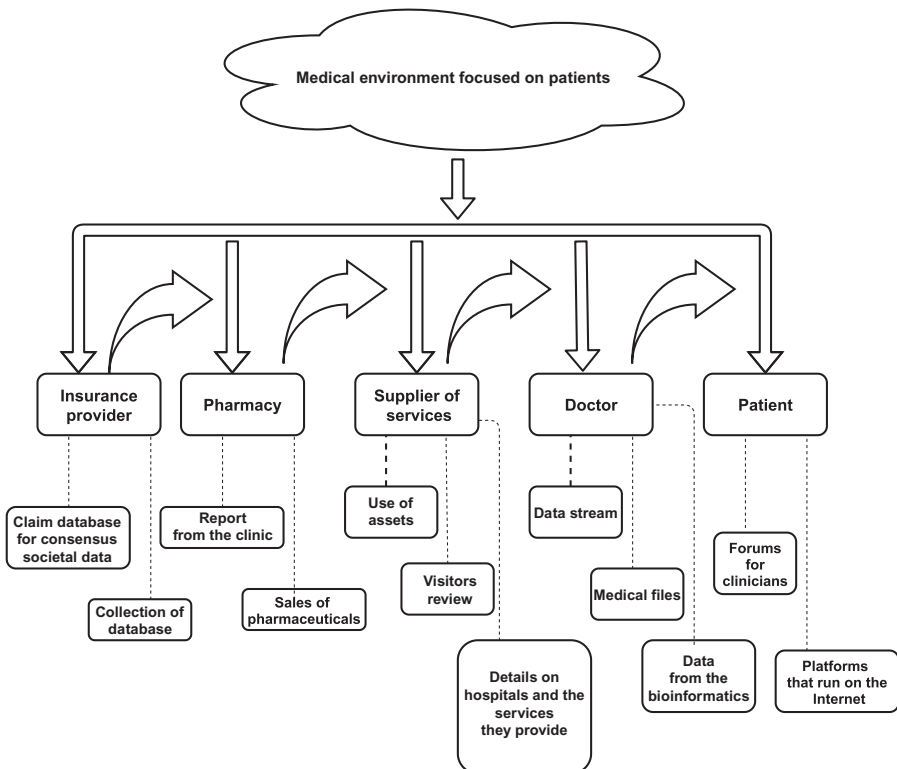 Medical environment focused on patients
Insurance
provider
Pharmacy
Supplier of
services
Doctor
Patient
Claim database
for consensus
societal data
Collection of
database
Report
from the clinic
Sales of
pharmaceuticals
Use of
assets
Visitors
review
Details on
hospitals and the
services
they provide
Data stream
Medical files
Data
from the
bioinformatics
Forums
for
clinicians
Platforms
that run on the
Internet